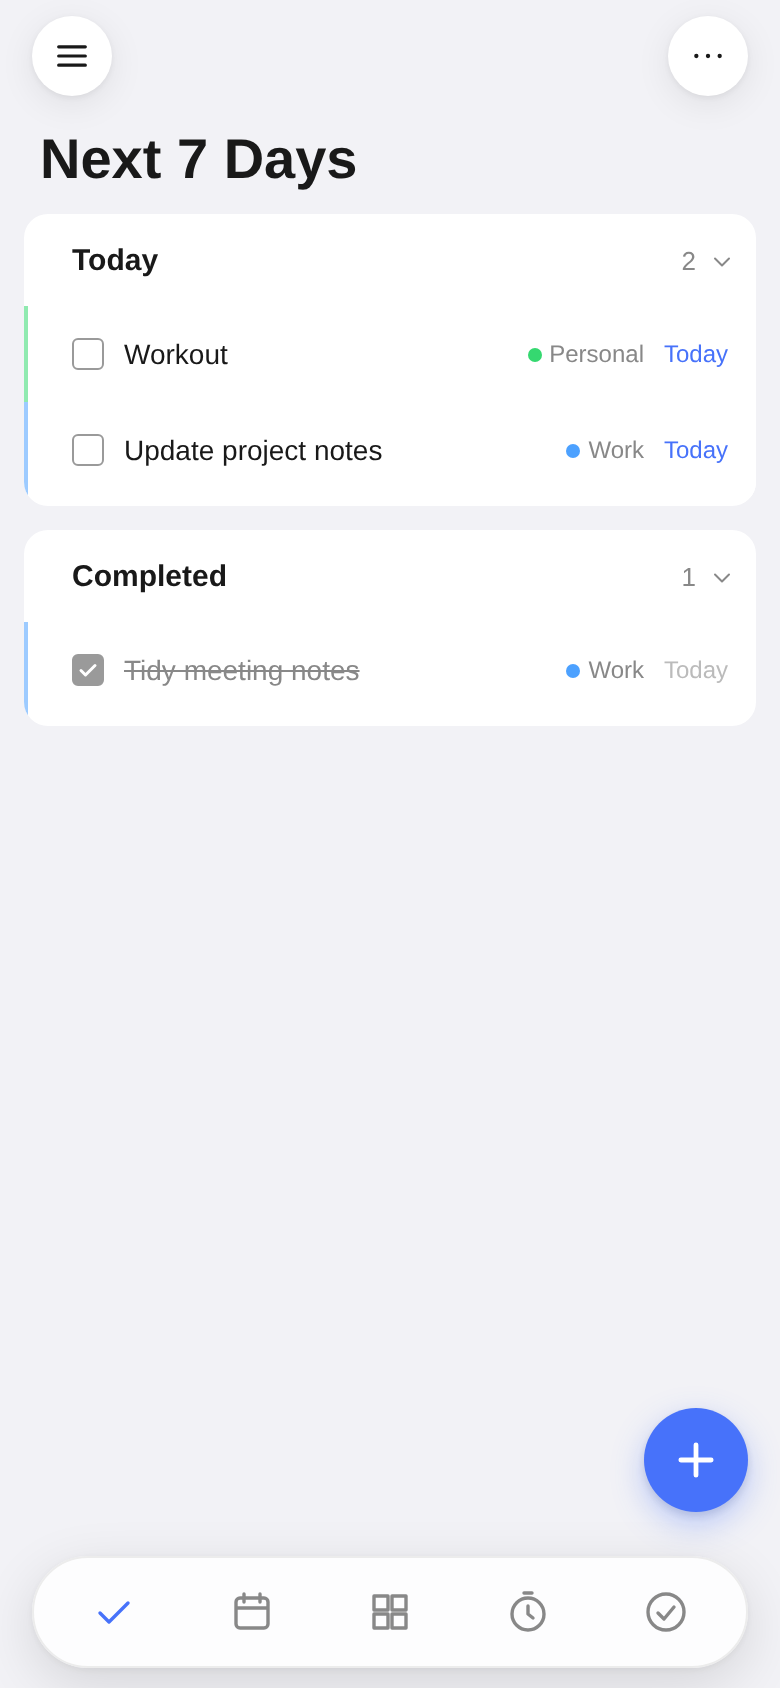 Next 7 Days
Today 2
Workout Personal Today
Update project notes Work Today
Completed 1
Tidy meeting notes Work Today